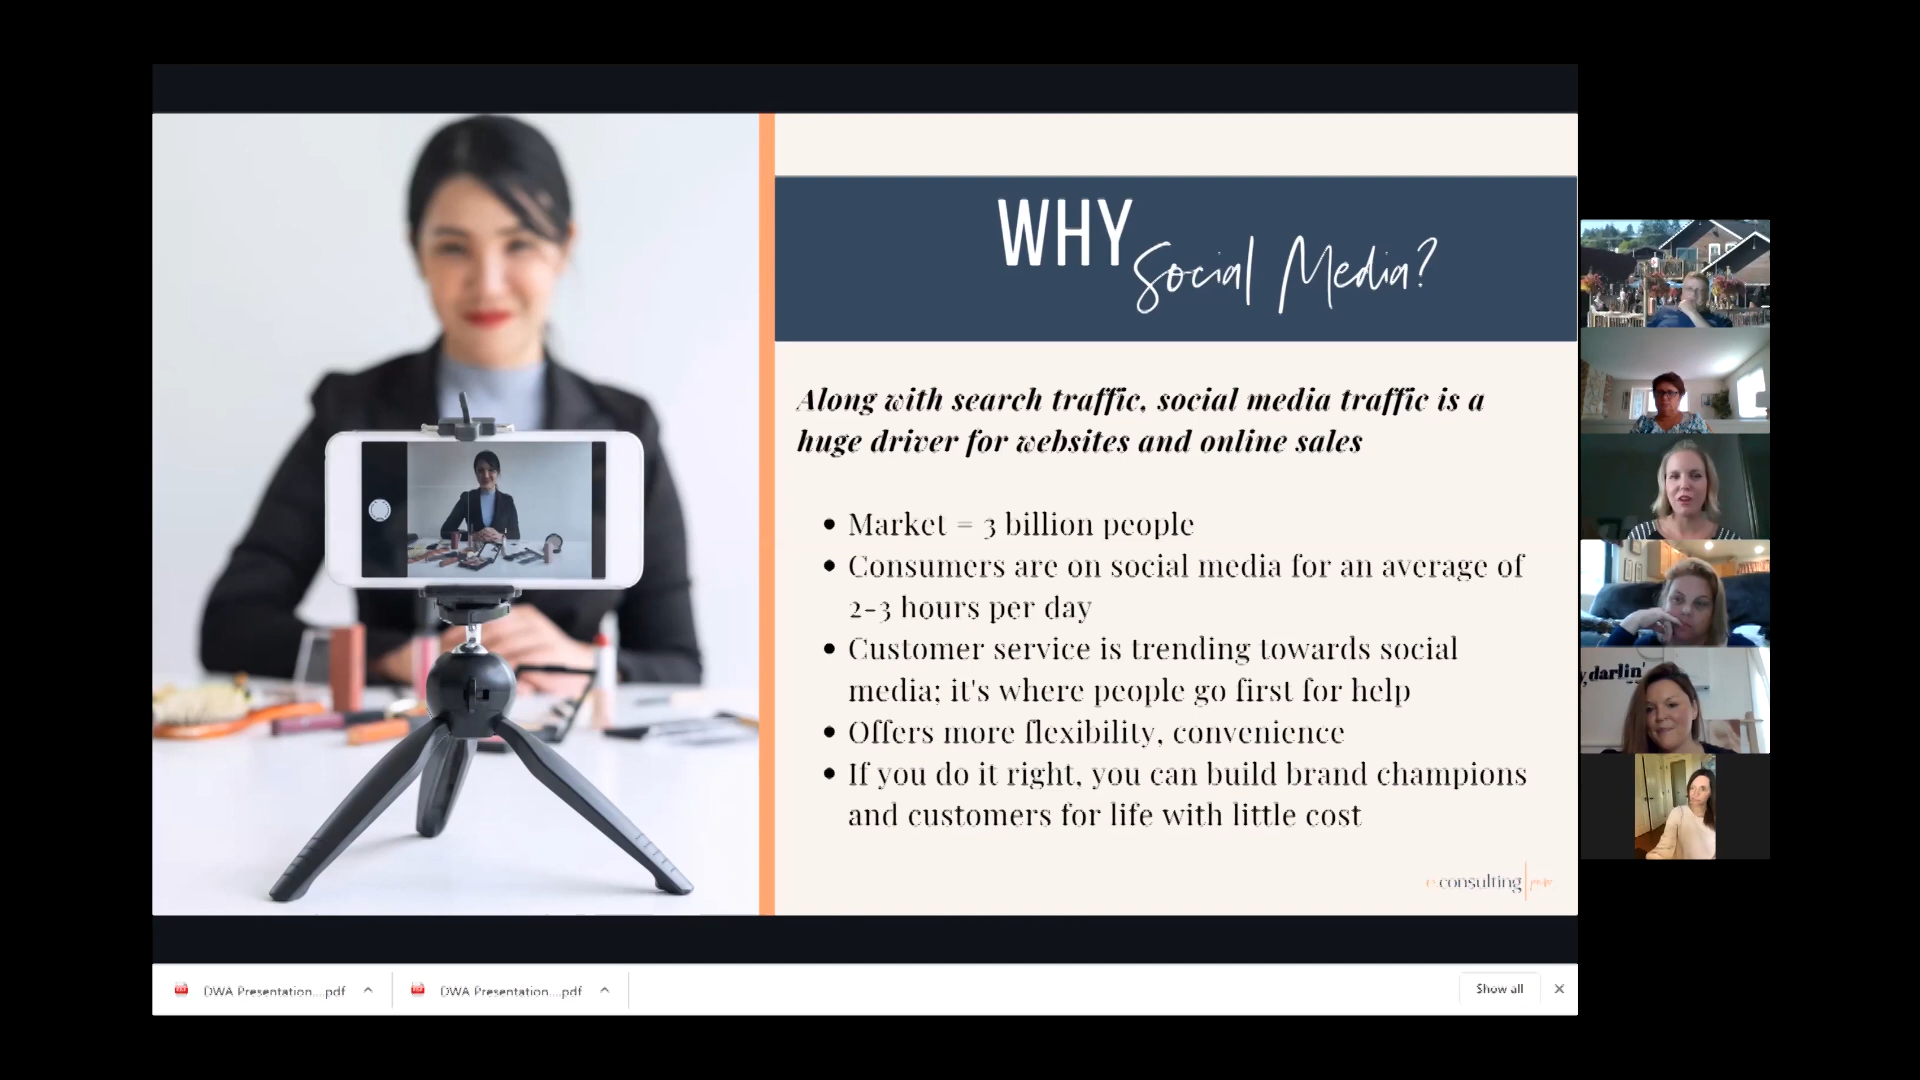 WHY
Social Media?
Along with search traffic, social media traffic is a
huge driver for websites and online sales
• Market = 3 billion people
• Consumers are on social media for an average of
2-3 hours per day
• Customer service is trending towards social
media; it's where people go first for help
• Offers more flexibility, convenience
• If you do it right, you can build brand champions
and customers for life with little cost
e.consulting
darlin'
DWA Presentation....pdf
DWA Presentation....pdf
Show all